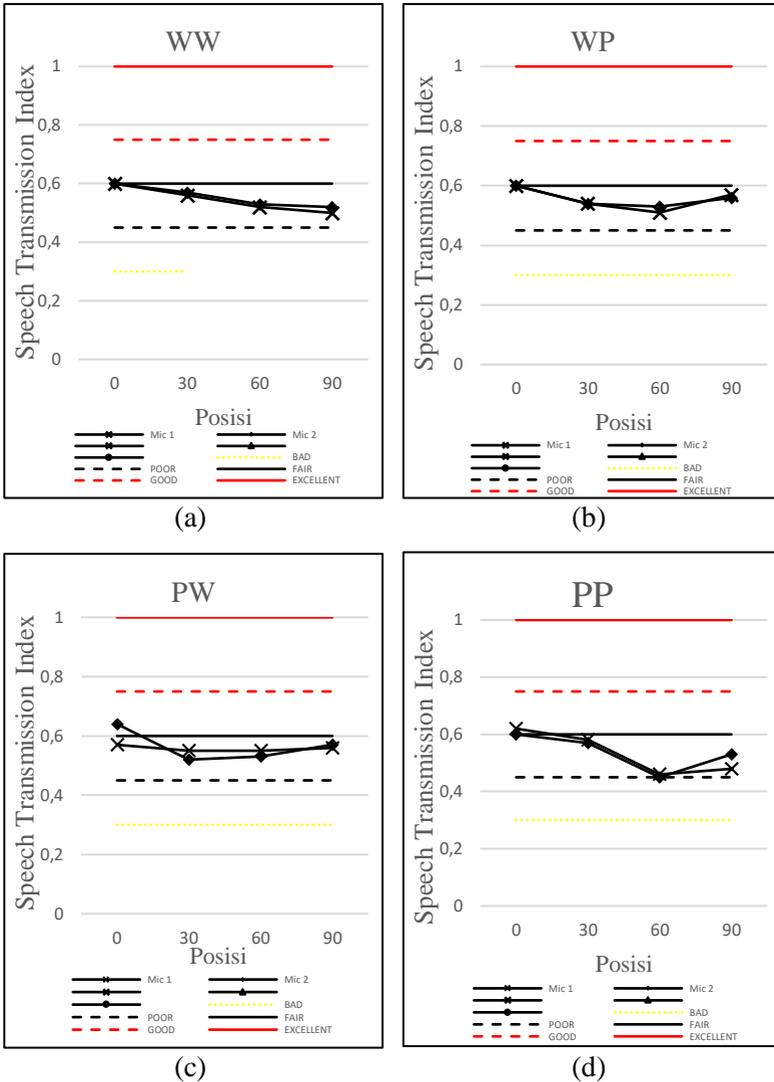 WW
Speech Transmission Index
1
0,8
0,6
0,4
0,2
0
0 30 60 90
Posisi
Mic 1 Mic 2
BAD
POOR FAIR
GOOD EXCELLENT
(a)
WP
Speech Transmission Index
1
0,8
0,6
0,4
0,2
0
0 30 60 90
Posisi
Mic 1 Mic 2
BAD
POOR FAIR
GOOD EXCELLENT
(b)
PW
Speech Transmission Index
1
0,8
0,6
0,4
0,2
0
0 30 60 90
Posisi
Mic 1 Mic 2
BAD
POOR FAIR
GOOD EXCELLENT
(c)
PP
Speech Transmission Index
1
0,8
0,6
0,4
0,2
0
0 30 60 90
Posisi
Mic 1 Mic 2
BAD
POOR FAIR
GOOD EXCELLENT
(d)